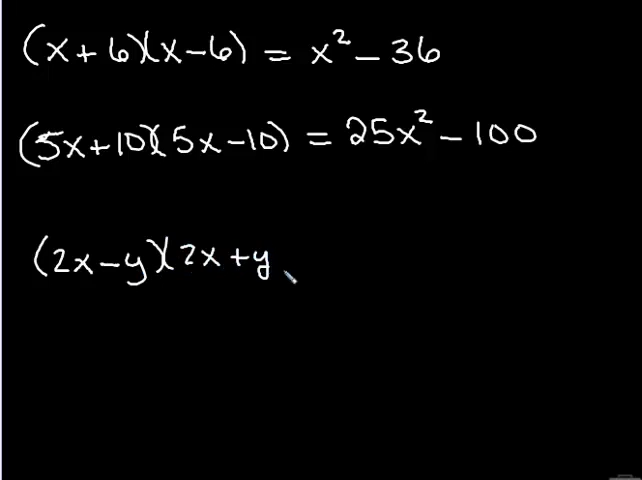 (x+6)(x-6) = x² - 36
(5x+10)(5x-10) = 25x² - 100
(2x-y)(2x+y